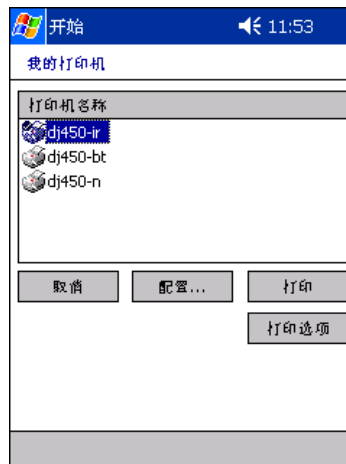 开始 11:53
我的打印机
打印机名称
dj450-ir
dj450-bt
dj450-n
取消 配置... 打印
打印选项